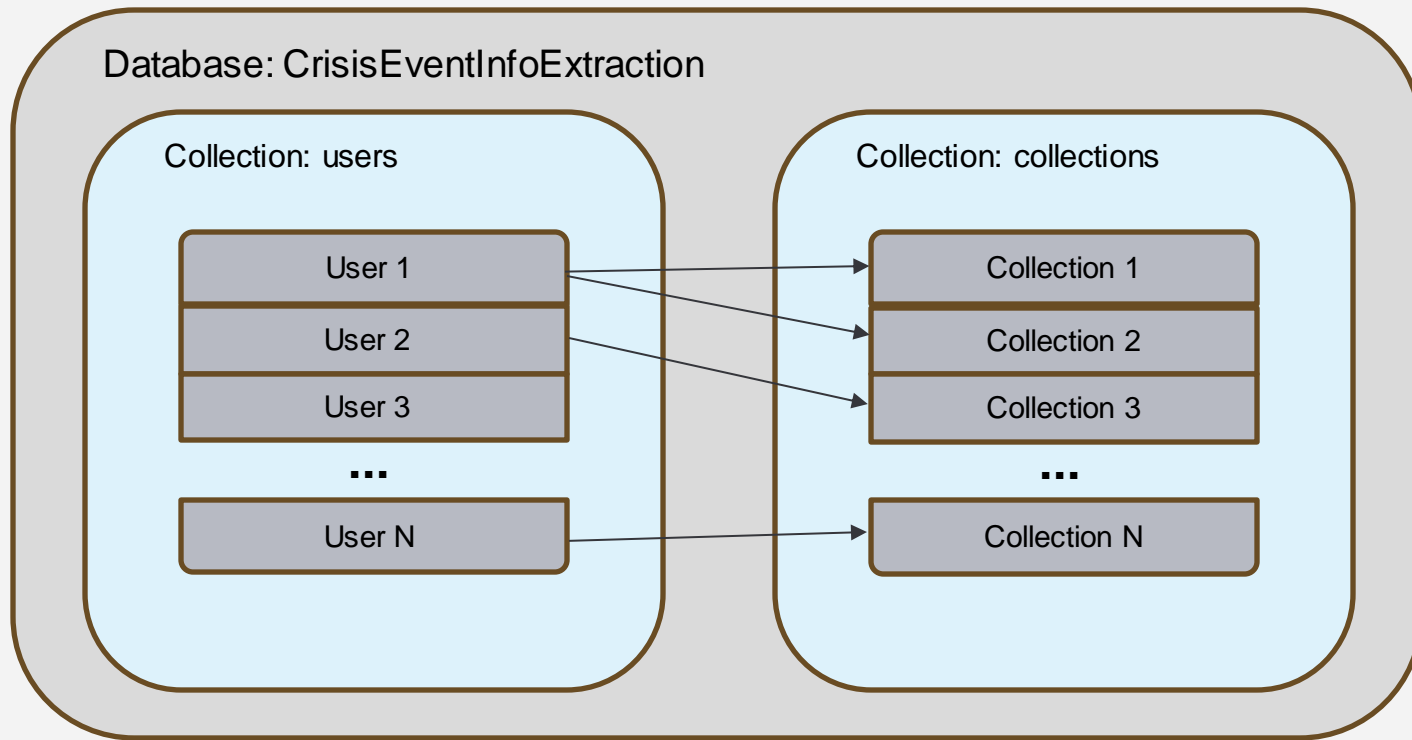 Database: CrisisEventInfoExtraction
Collection: users
User 1
User 2
User 3
...
User N
Collection: collections
Collection 1
Collection 2
Collection 3
...
Collection N